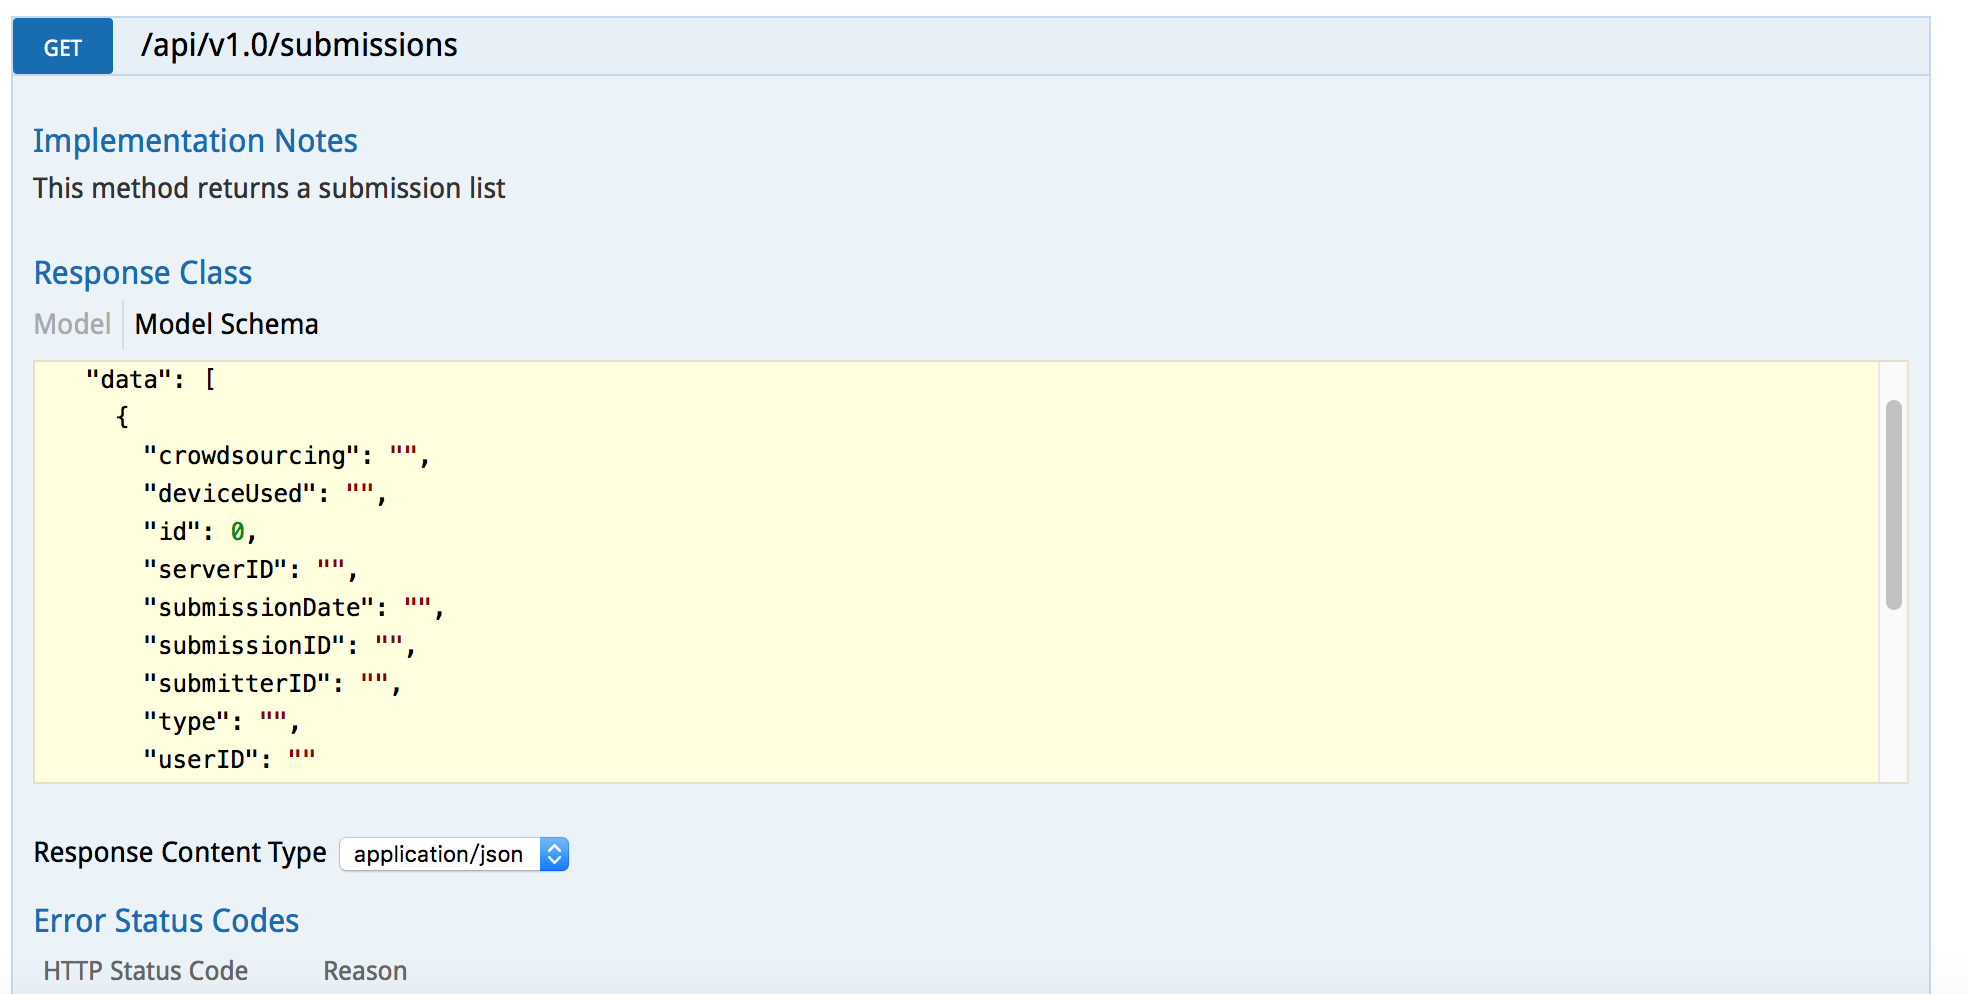 GET /api/v1.0/submissions
Implementation Notes
This method returns a submission list
Response Class
Model Model Schema
"data": [
{
"crowdsourcing": "",
"deviceUsed": "",
"id": 0,
"serverID": "",
"submissionDate": "",
"submissionID": "",
"submitterID": "",
"type": "",
"userID": ""
Response Content Type application/json
Error Status Codes
HTTP Status Code Reason